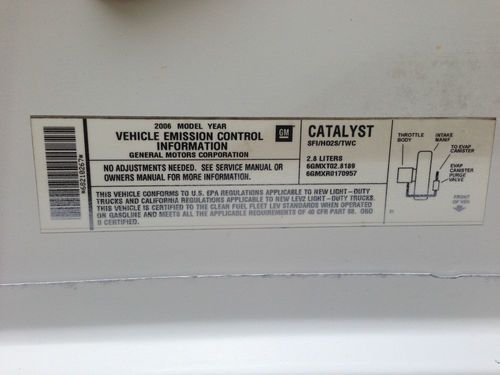 *68218267*
2006 MODEL YEAR
VEHICLE EMISSION CONTROL
INFORMATION
GENERAL MOTORS CORPORATION
GM
NO ADJUSTMENTS NEEDED. SEE SERVICE MANUAL OR
OWNERS MANUAL FOR MORE INFORMATION.
THIS VEHICLE CONFORMS TO U.S. EPA REGULATIONS APPLICABLE TO NEW LIGHT-DUTY
TRUCKS AND CALIFORNIA REGULATIONS APPLICABLE TO NEW LEV2 LIGHT-DUTY TRUCKS.
THIS VEHICLE IS CERTIFIED TO THE CLEAN FUEL FLEET LEV STANDARDS WHEN OPERATED
ON GASOLINE AND MEETS ALL THE APPLICABLE REQUIREMENTS OF 40 CFR PART 88. OBD
II CERTIFIED.
CATALYST
SFI/HO2S/TWC
2.8 LITERS
6GMXT02.8189
6GMXR0170957
THROTTLE
BODY
INTAKE
MANIF
TO EVAP
CANISTER
EVAP
CANISTER
PURGE
VALVE
FRONT
OF VEH